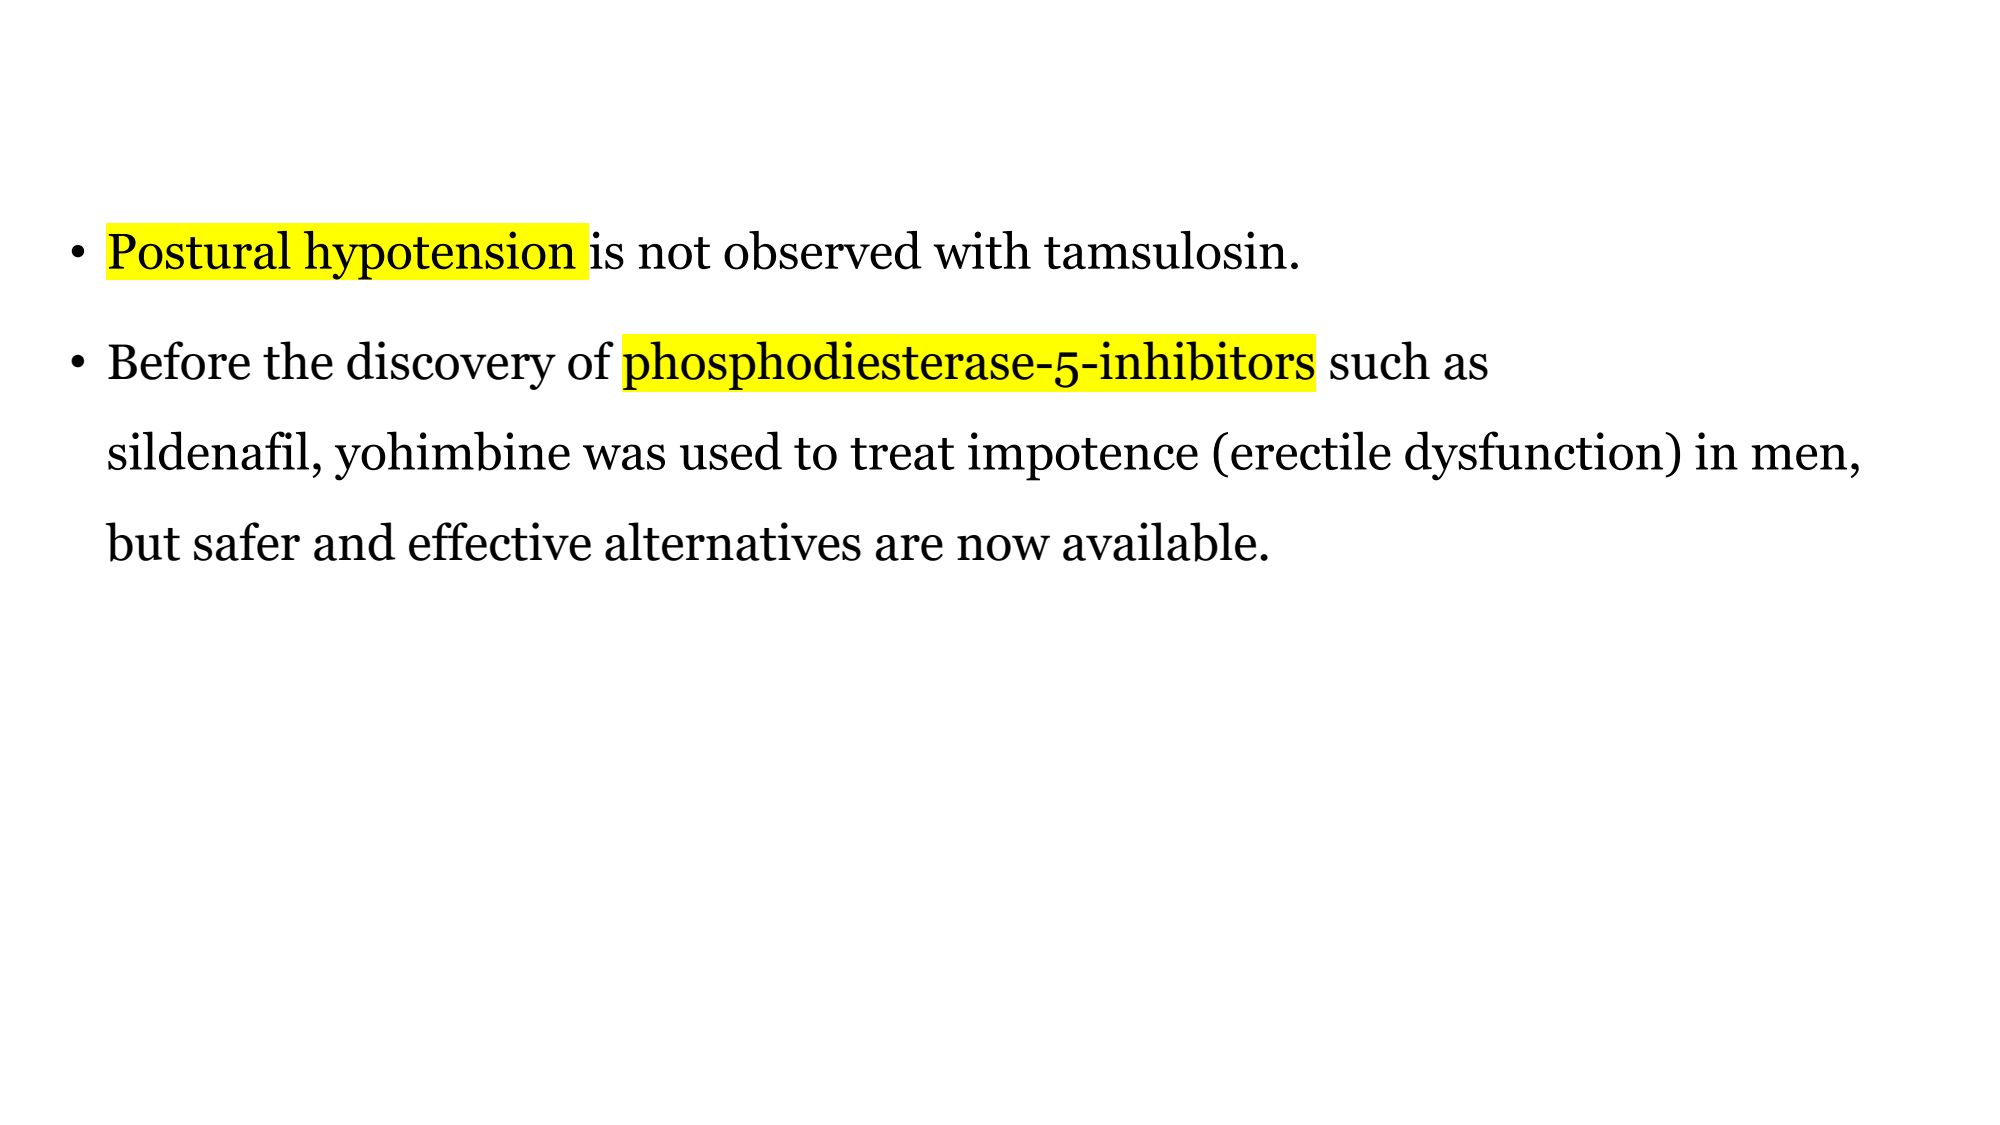 • Postural hypotension is not observed with tamsulosin.
• Before the discovery of phosphodiesterase-5-inhibitors such as
sildenafil, yohimbine was used to treat impotence (erectile dysfunction) in men,
but safer and effective alternatives are now available.